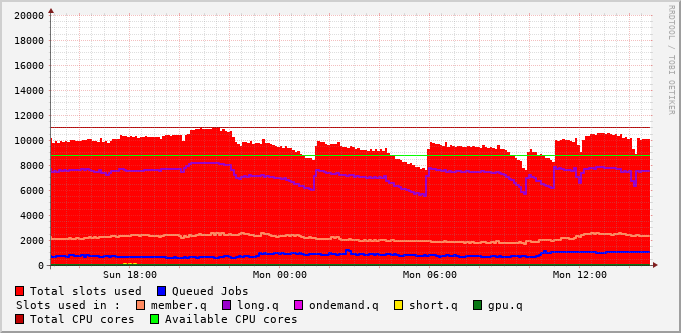 20000
18000
16000
14000
12000
10000
8000
6000
4000
2000
0
Sun 18:00 Mon 00:00 Mon 06:00 Mon 12:00
RRDTOOL / TOBI OETIKER
Total slots used Queued Jobs
Slots used in : member.q long.q ondemand.q short.q gpu.q
Total CPU cores Available CPU cores